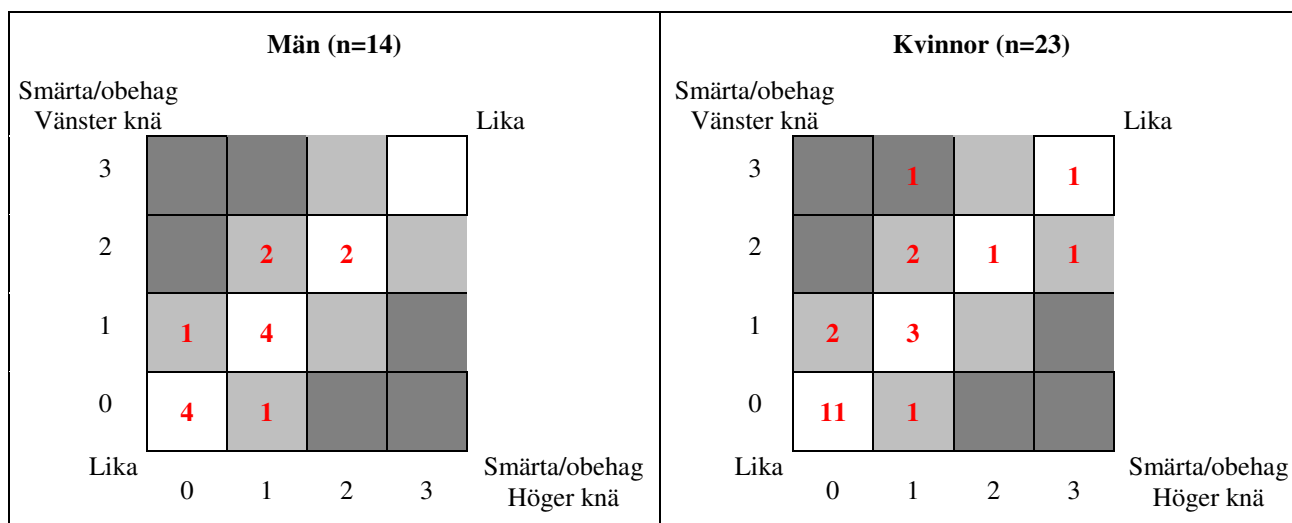 Män (n=14)
Smärta/obehag
Vänster knä
Lika
3
2
2
2
1
1
4
0
4
1
Lika
0
1
2
3
Smärta/obehag
Höger knä
Kvinnor (n=23)
Smärta/obehag
Vänster knä
Lika
3
1
1
2
2
1
1
1
2
3
0
11
1
Lika
0
1
2
3
Smärta/obehag
Höger knä